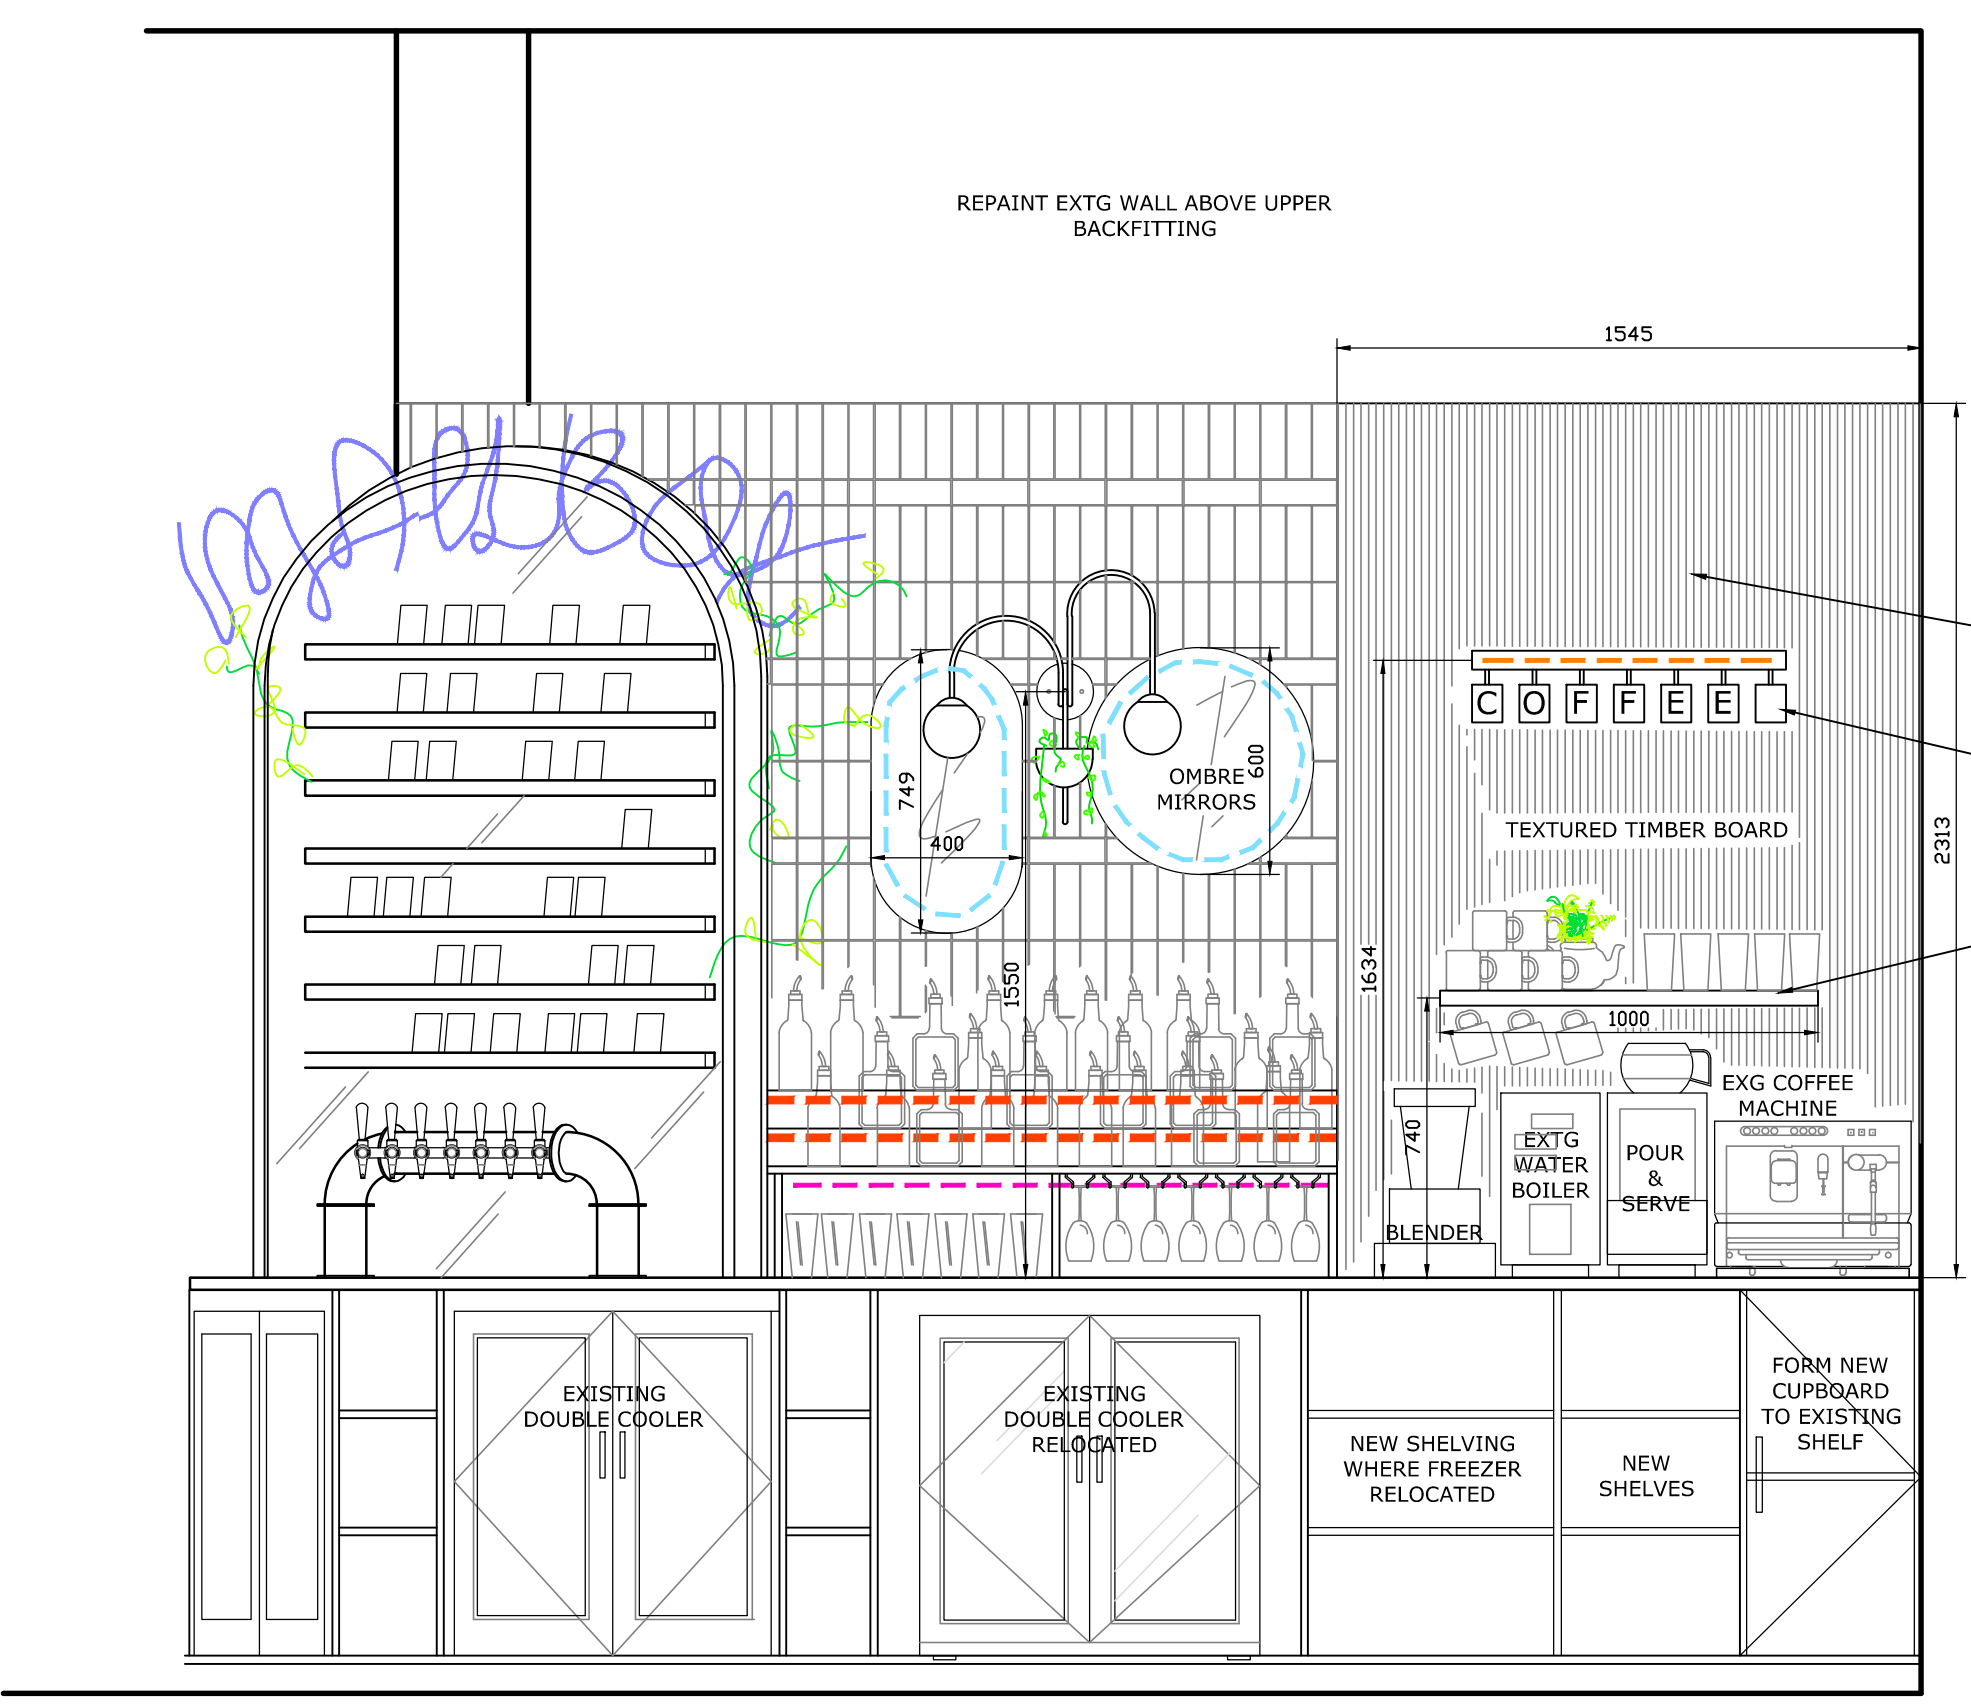 REPAINT EXTG WALL ABOVE UPPER
BACKFITTING
1545
COFFEE
749
400
OMBRE
MIRRORS
600
1550
TEXTURED TIMBER BOARD
2313
1634
1000
740
EXG COFFEE
MACHINE
EXTG
WATER
BOILER
POUR
&
SERVE
BLENDER
EXISTING
DOUBLE COOLER
EXISTING
DOUBLE COOLER
RELOCATED
NEW SHELVING
WHERE FREEZER
RELOCATED
NEW
SHELVES
FORM NEW
CUPBOARD
TO EXISTING
SHELF